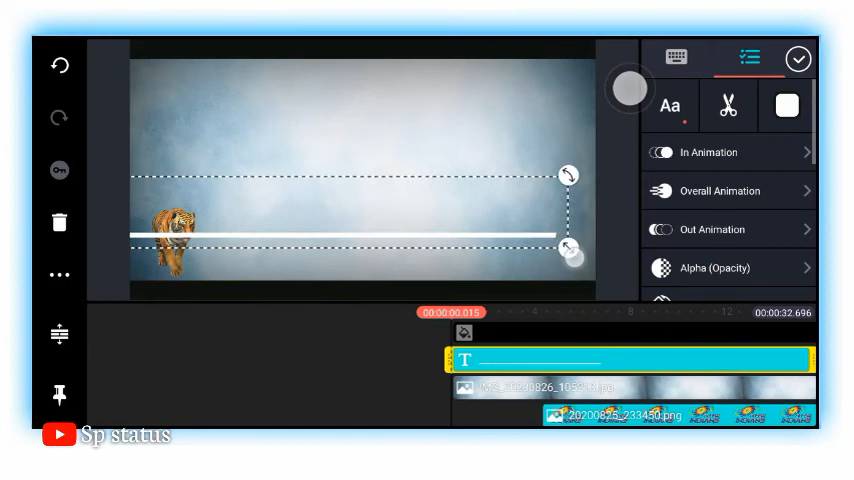 Aa
In Animation
Overall Animation
Out Animation
Alpha (Opacity)
00:00:00.015
4
8
12
00:00:32.696
T
20200825_233450.png
Sp status